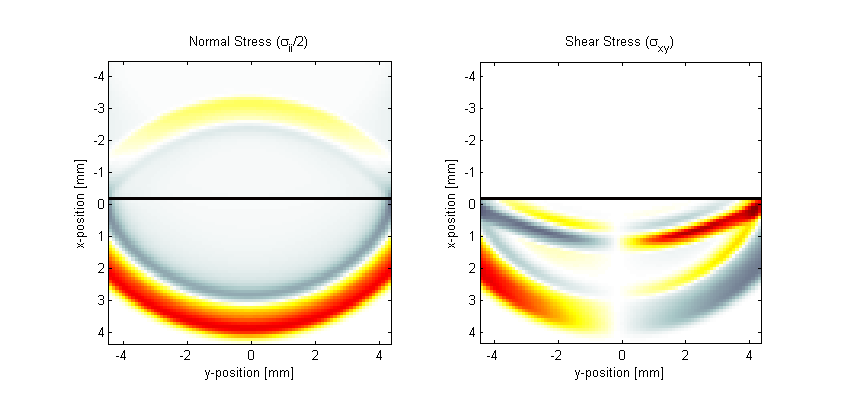 Normal Stress (σii/2)
Shear Stress (σxy)
-4
-3
-2
-1
0
1
2
3
4
x-position [mm]
-4 -2 0 2 4
y-position [mm]
-4
-3
-2
-1
0
1
2
3
4
x-position [mm]
-4 -2 0 2 4
y-position [mm]